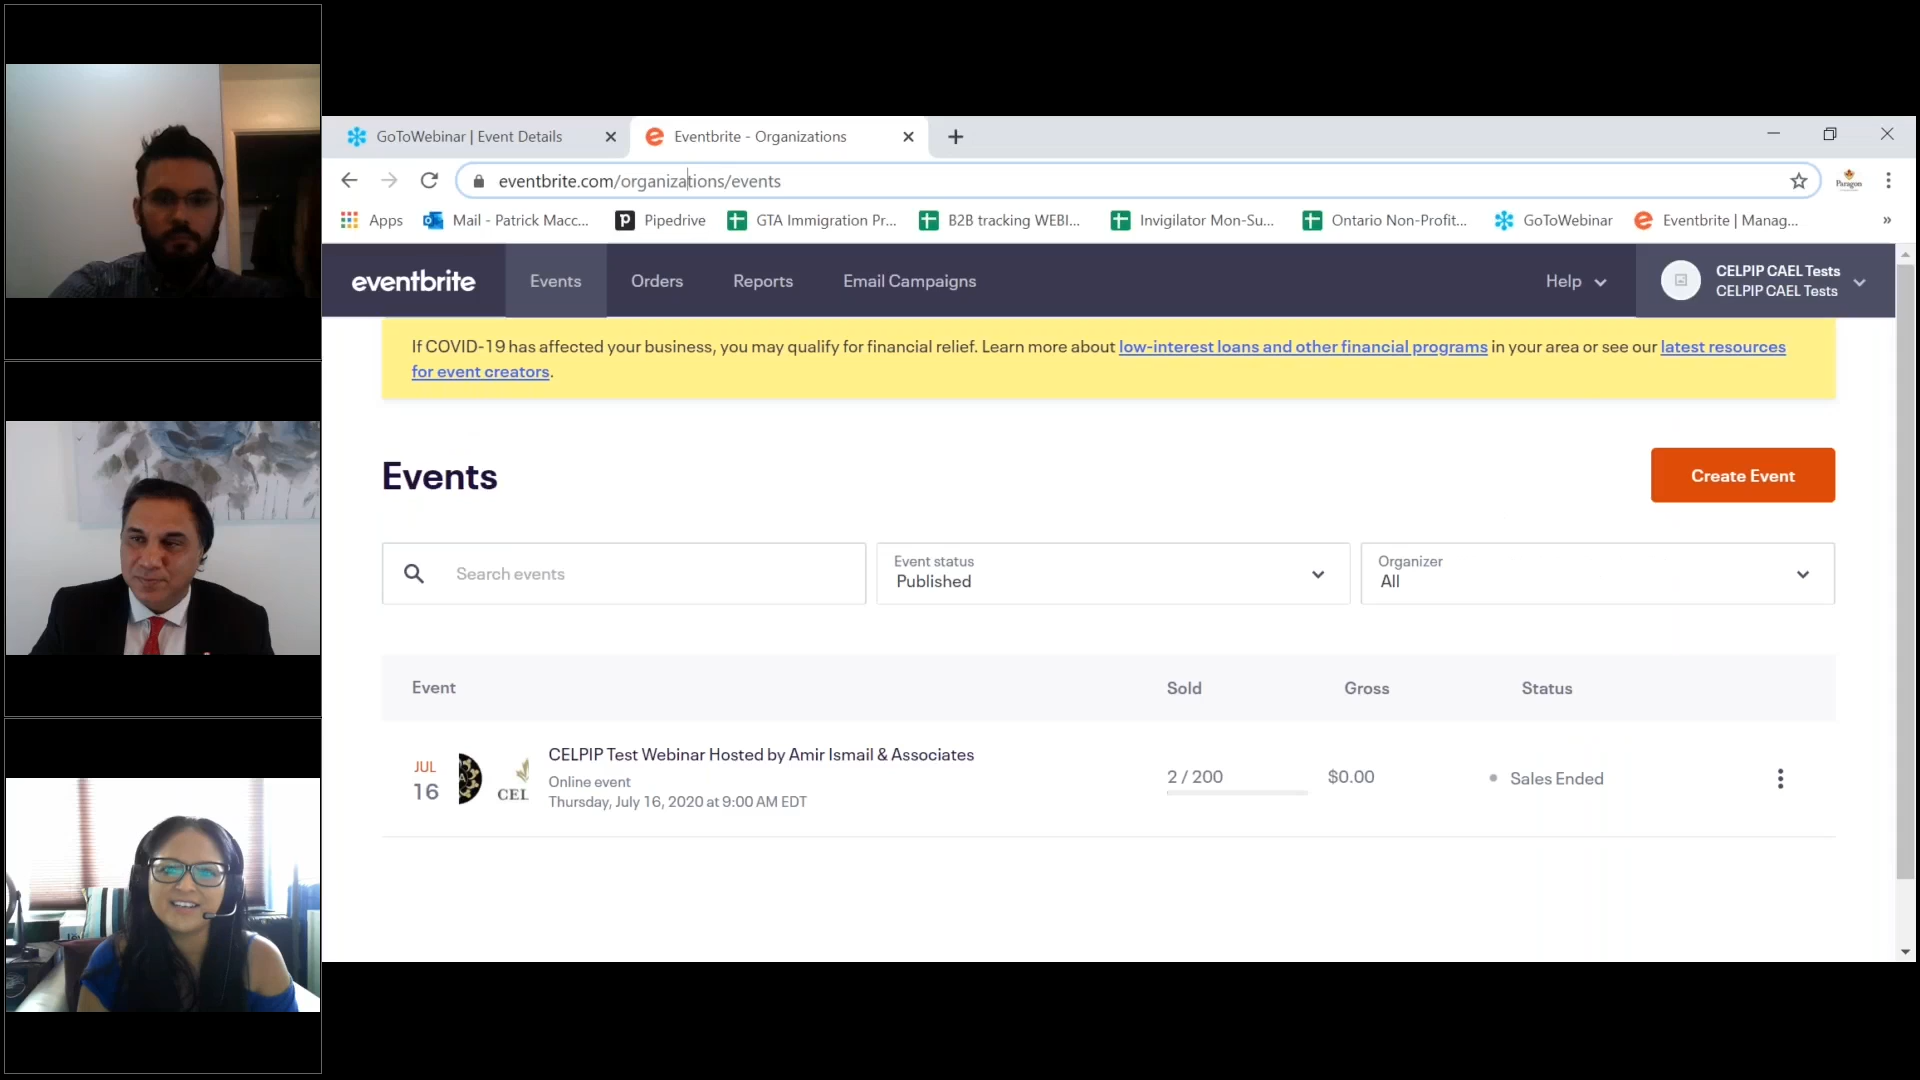 GoToWebinar | Event Details
Eventbrite - Organizations
eventbrite.com/organizations/events
Paragon
Apps
Mail - Patrick Macc...
Pipedrive
GTA Immigration Pr...
B2B tracking WEBI...
Invigilator Mon-Su...
Ontario Non-Profit...
GoToWebinar
Eventbrite | Manag...
»
eventbrite
Events
Orders
Reports
Email Campaigns
Help
CELPIP CAEL Tests
CELPIP CAEL Tests
If COVID-19 has affected your business, you may qualify for financial relief. Learn more about low-interest loans and other financial programs in your area or see our latest resources
for event creators.
Events
Create Event
Search events
Event status
Published
Organizer
All
Event
Sold
Gross
Status
JUL
16
CEL
CELPIP Test Webinar Hosted by Amir Ismail & Associates
Online event
Thursday, July 16, 2020 at 9:00 AM EDT
2 / 200
$0.00
Sales Ended